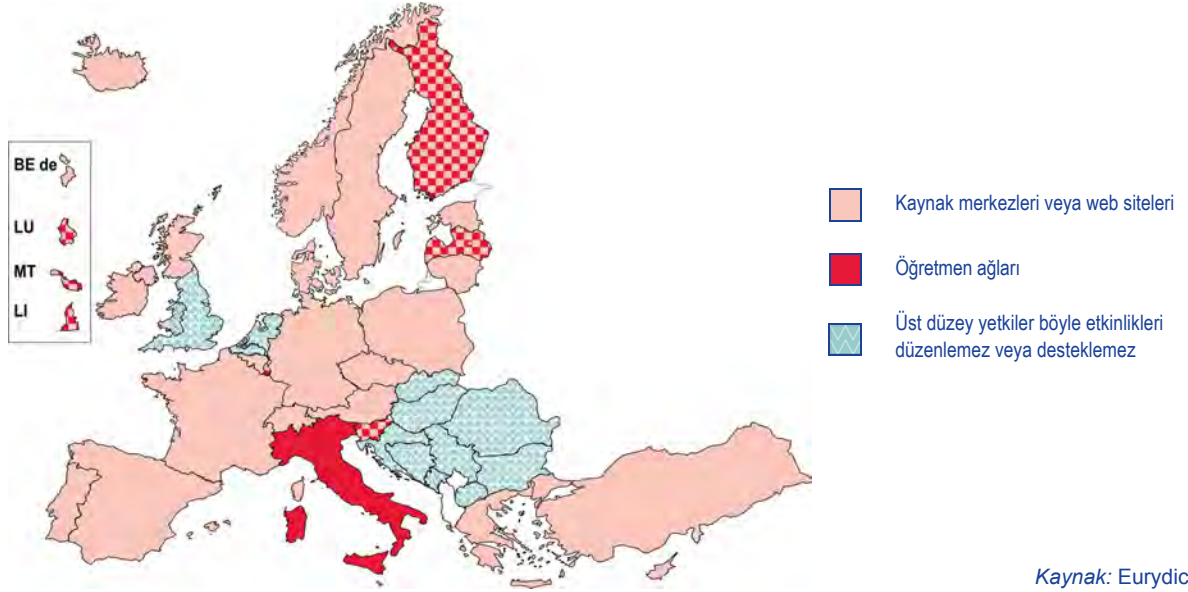 BE de
LU
MT
LI
Kaynak merkezleri veya web siteleri
Öğretmen ağları
Üst düzey yetkiler böyle etkinlikleri
düzenlemez veya desteklemez
Kaynak: Eurydic